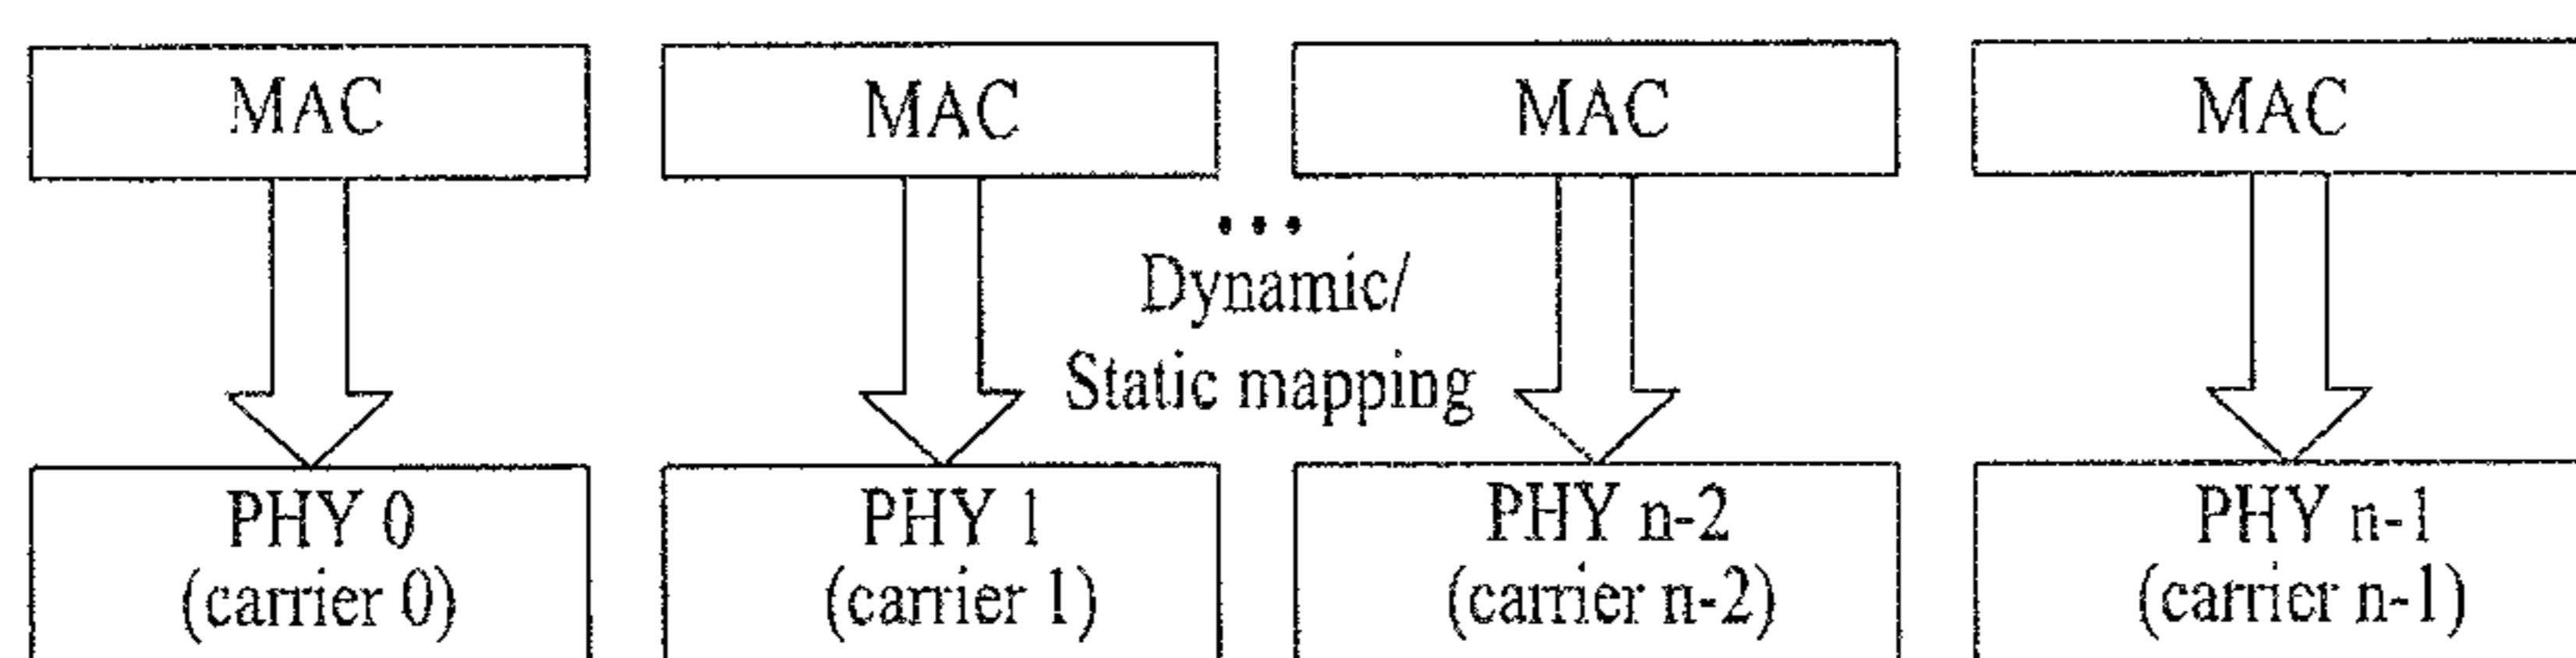 MAC
MAC
MAC
MAC
•••
Dynamic/
Static mapping
PHY 0
(carrier 0)
PHY 1
(carrier 1)
PHY n-2
(carrier n-2)
PHY n-1
(carrier n-1)